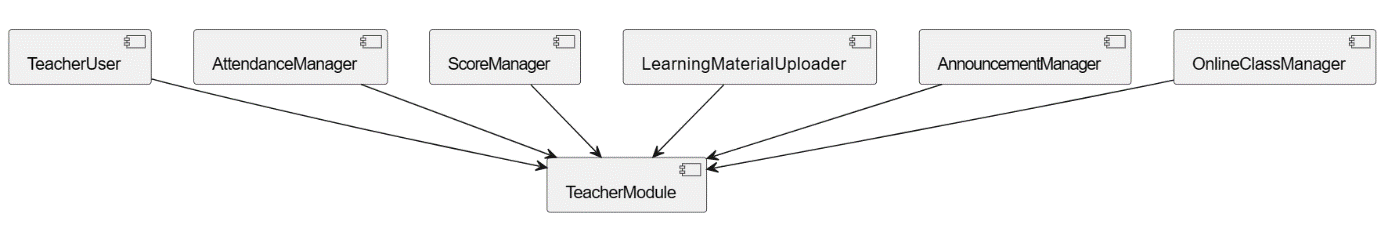 TeacherUser
AttendanceManager
ScoreManager
LearningMaterialUploader
AnnouncementManager
OnlineClassManager
TeacherModule